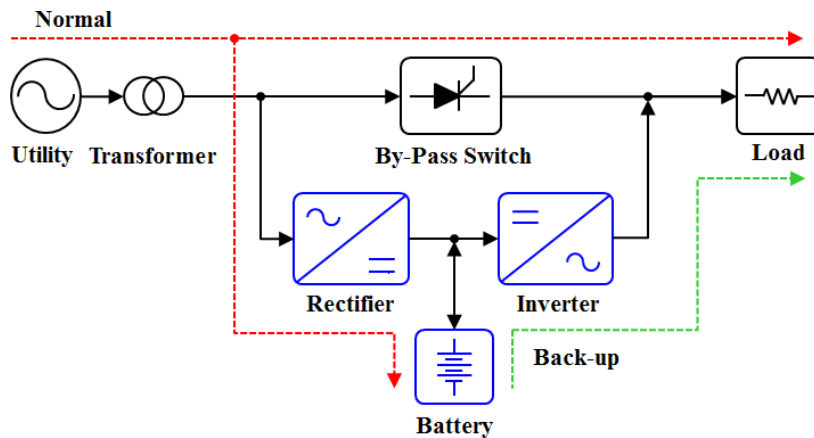 Normal
Utility
Transformer
By-Pass Switch
Load
Rectifier
Inverter
Back-up
Battery